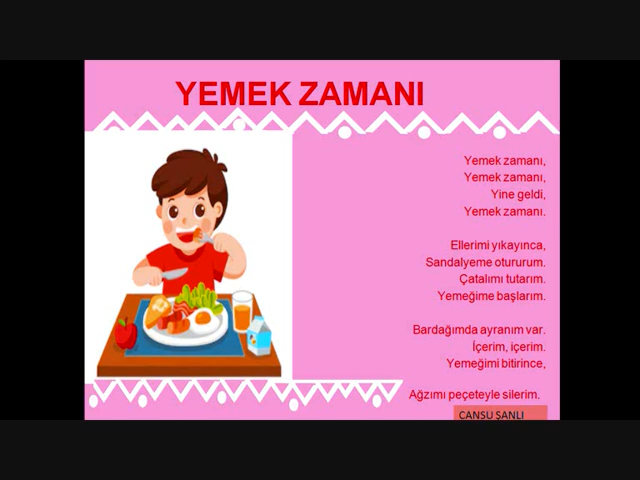 YEMEK ZAMANI
Yemek zamanı,
Yemek zamanı,
Yine geldi,
Yemek zamanı.
Ellerimi yıkayınca,
Sandalyeme otururum.
Çatalımı tutarım.
Yemeğime başlarım.
Bardağımda ayranım var.
İçerim, içerim.
Yemeğimi bitirince,
Ağzımı peçeteyle silerim.
CANSU ŞANLI